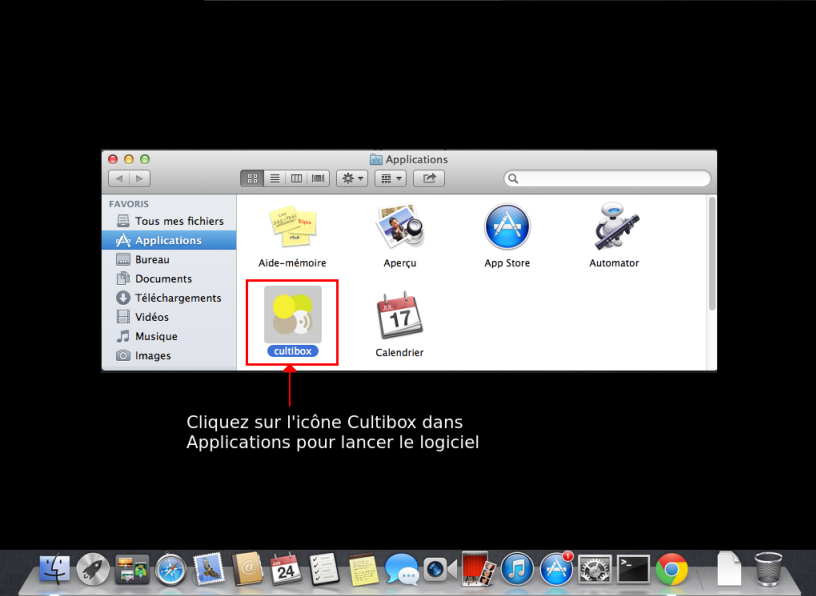 Applications
FAVORIS
Tous mes fichiers
Applications
Bureau
Documents
Téléchargements
Vidéos
Musique
Images
Aide-mémoire
Aperçu
App Store
Automator
JUL
17
cultibox
Calendrier
Cliquez sur l'icône Cultibox dans
Applications pour lancer le logiciel
24
1